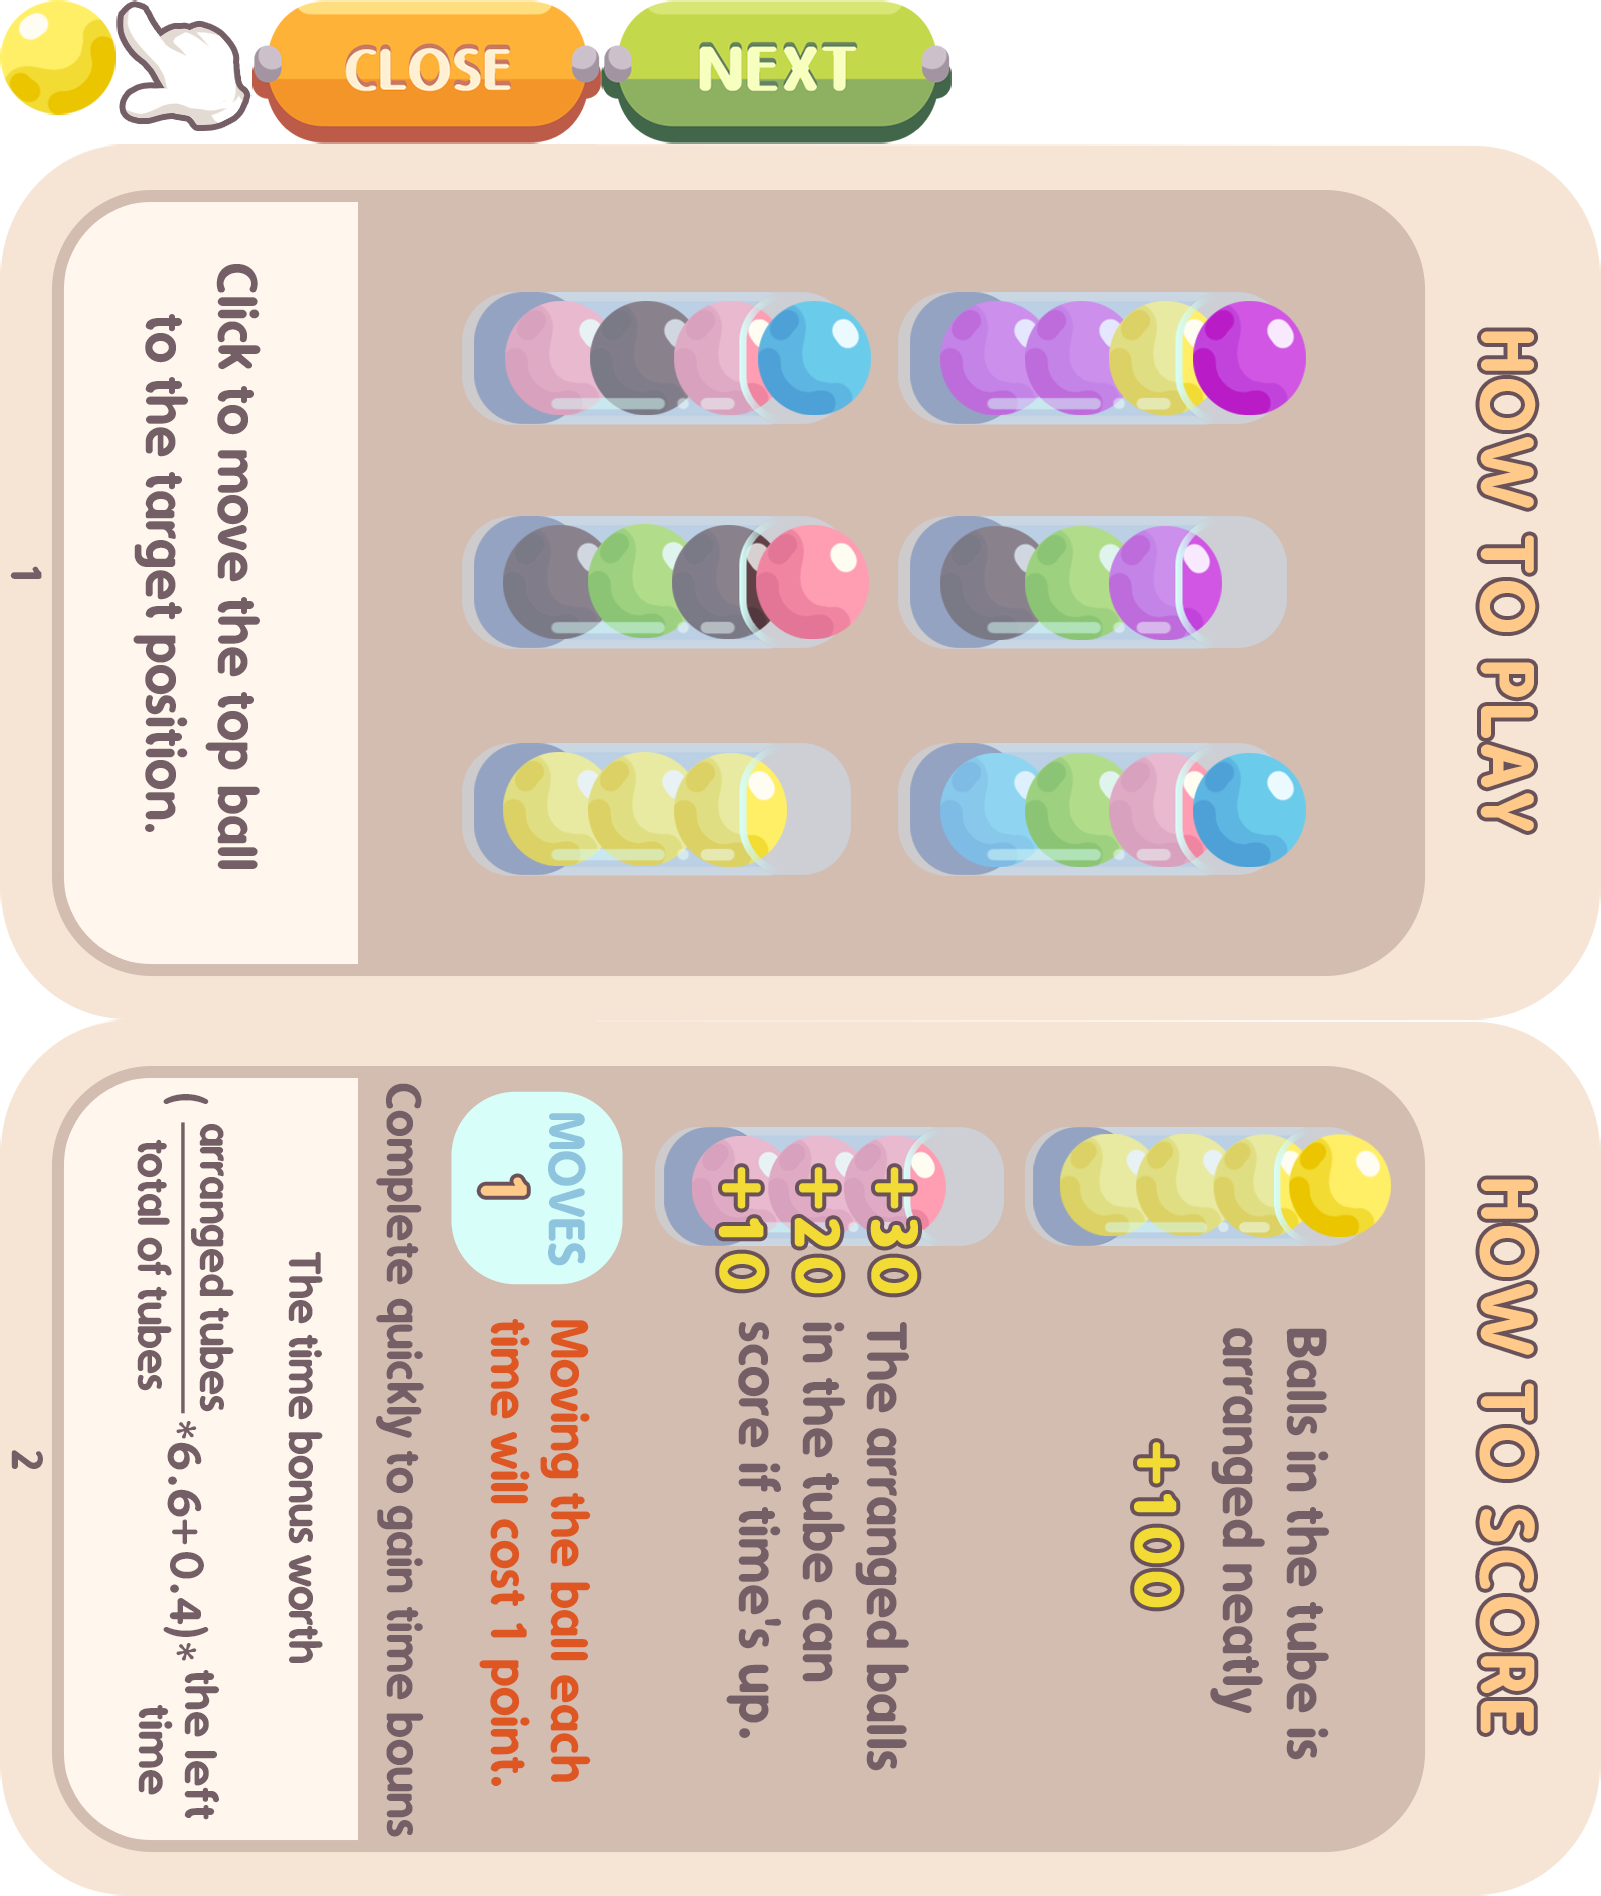 CLOSE
NEXT
HOW TO PLAY
Click to move the top ball
to the target position.
1
HOW TO SCORE
Balls in the tube is
arranged neatly
+100
+30
+20
+10
The arranged balls
in the tube can
score if time's up.
MOVES
1
Moving the ball each
time will cost 1 point.
Complete quickly to gain time bouns
The time bonus worth
( arranged tubes
total of tubes
*6.6+0.4)* the left
time
2